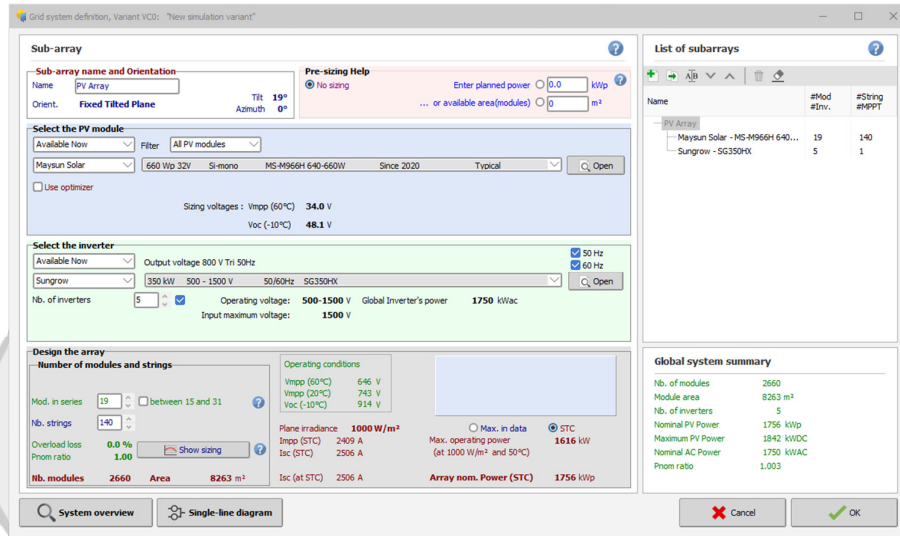 Grid system definition, Variant VC0: "New simulation variant"
Sub-array
Sub-array name and Orientation
Name PV Array
Orient. Fixed Tilted Plane
Tilt 19°
Azimuth 0°
Pre-sizing Help
No sizing
Enter planned power 0.0 kWp
... or available area(modules) 0 m²
Select the PV module
Available Now Filter All PV modules
Maysun Solar 660 Wp 32V Si-mono MS-M966H 640-660W Since 2020 Typical Open
Use optimizer
Sizing voltages : Vmpp (60°C) 34.0 V
Voc (-10°C) 48.1 V
Select the inverter
Available Now Output voltage 800 V Tri 50Hz
50 Hz
60 Hz
Sungrow 350 kW 500 - 1500 V 50/60Hz SG350HX Open
Nb. of inverters 5 Operating voltage: 500-1500 V Global Inverter's power 1750 kWac
Input maximum voltage: 1500 V
Design the array
Number of modules and strings
Mod. in series 19 between 15 and 31
Nb. strings 140
Overload loss 0.0 %
Pnom ratio 1.00
Show sizing
Nb. modules 2660 Area 8263 m²
Operating conditions
Vmpp (60°C) 646 V
Vmpp (20°C) 743 V
Voc (-10°C) 914 V
Plane irradiance 1000 W/m²
Impp (STC) 2409 A
Isc (STC) 2506 A
Isc (at STC) 2506 A
Max. in data STC
Max. operating power 1616 kW
(at 1000 W/m² and 50°C)
Array nom. Power (STC) 1756 kWp
List of subarrays
Name #Mod #String
#Inv. #MPPT
PV Array
Maysun Solar - MS-M966H 640... 19 140
Sungrow - SG350HX 5 1
Global system summary
Nb. of modules 2660
Module area 8263 m²
Nb. of inverters 5
Nominal PV Power 1756 kWp
Maximum PV Power 1842 kWDC
Nominal AC Power 1750 kWAC
Pnom ratio 1.003
System overview
Single-line diagram
Cancel
OK